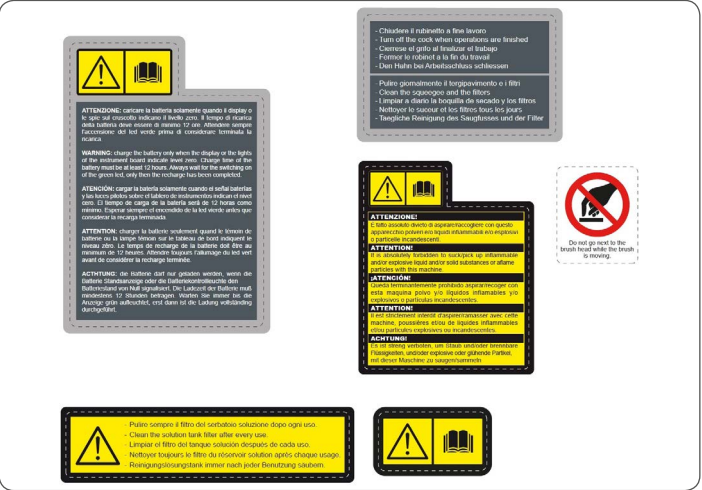 ATTENZIONE: caricare la batteria solamente quando il display o
le spie sul cruscotto indicano il livello zero. Il tempo di ricarica
della batteria deve essere di minimo 12 ore. Attendere sempre
l'accensione del led verde prima di considerare terminata la
ricarica
WARNING: charge the battery only when the display or the lights
of the instrument board indicate level zero. Charge time of the
battery must be at least 12 hours. Always wait for the switching on
of the green led, only then the recharge has been completed.
ATENCIÓN: cargar la bateria solamente cuando el señal baterias
y las luces pilotos sobre el tablero de instrumentos indican el nivel
zero. El tiempo de carga de la bateria será de 12 horas como
minimo. Esperar siempre el encendido de la led verde antes que
considerar la recarga terminada.
ATTENTION: charger la batterie seulement quand le témoin de
batterie ou la lampe témoin sur le tableau de bord indiquent le
niveau zéro. Le temps de recharge de la batterie doit être au
minimum de 12 heures. Attendre toujours l'allumage du led vert
avant de considérer la recharge terminée.
ACTHTUNG: die Batterie darf nur geladen werden, wenn die
Batterie Standsanzeige oder die Batteriekontrolleuchte den
Batteriestand von Null signalisiert. Die Ladezeit der Batterie muß
mindestens 12 Stunden betragen. Warten Sie immer bis die
Anzeige grün aufleuchtet, erst dann ist die Ladung vollständing
durchgeführt.
- Chiudere il rubinetto a fine lavoro
- Turn off the cock when operations are finished
- Cierrese el grifo al finalizar el trabajo
- Fermer le robinet a la fin du travail
- Den Hahn bei Arbeitsschluss schliessen
- Pulire giornalmente il tergipavimento e i filtri
- Clean the squeegee and the filters
- Limpiar a diario la boquilla de secado y los filtros
- Nettoyer le suceur et les filtres tous les jours
- Taegliche Reinigung des Saugfusses und der Filter
ATTENZIONE!
E fatto assoluto divieto di aspirare/raccogliere con questo
apparecchio polveri e/o liquidi infiammabili e/o esplosivi
o particelle incandescenti.
ATTENTION!
It is absolutely forbidden to suck/pick up inflammable
and/or explosive liquid and/or solid substances or aflame
particles with this machine.
¡ATENCIÓN!
Queda terminantemente prohibido aspirar/recoger con
esta maquina polvo y/o líquidos inflamables y/o
explosivos o partículas incandescentes.
ATTENTION!
Il est strictement interdit d'aspirer/ramasser avec cette
machine, poussières et/ou de liquides inflammables
et/ou particules explosives ou incandescentes.
ACHTUNG!
Es ist streng verboten, um Staub und/oder brennbare
Flüssigkeiten, und/oder explosive oder glühende Partikel,
mit dieser Maschine zu saugen/sammeln
Do not go next to the
brush head while the brush
is moving.
- Pulire sempre il filtro del serbatoio soluzione dopo ogni uso.
- Clean the solution tank filter after every use.
- Limpiar el filtro del tanque solución después de cada uso.
- Nettoyer toujours le filtre du réservoir solution après chaque usage.
- Reinigungslösungstank immer nach jeder Benutzung säubern.